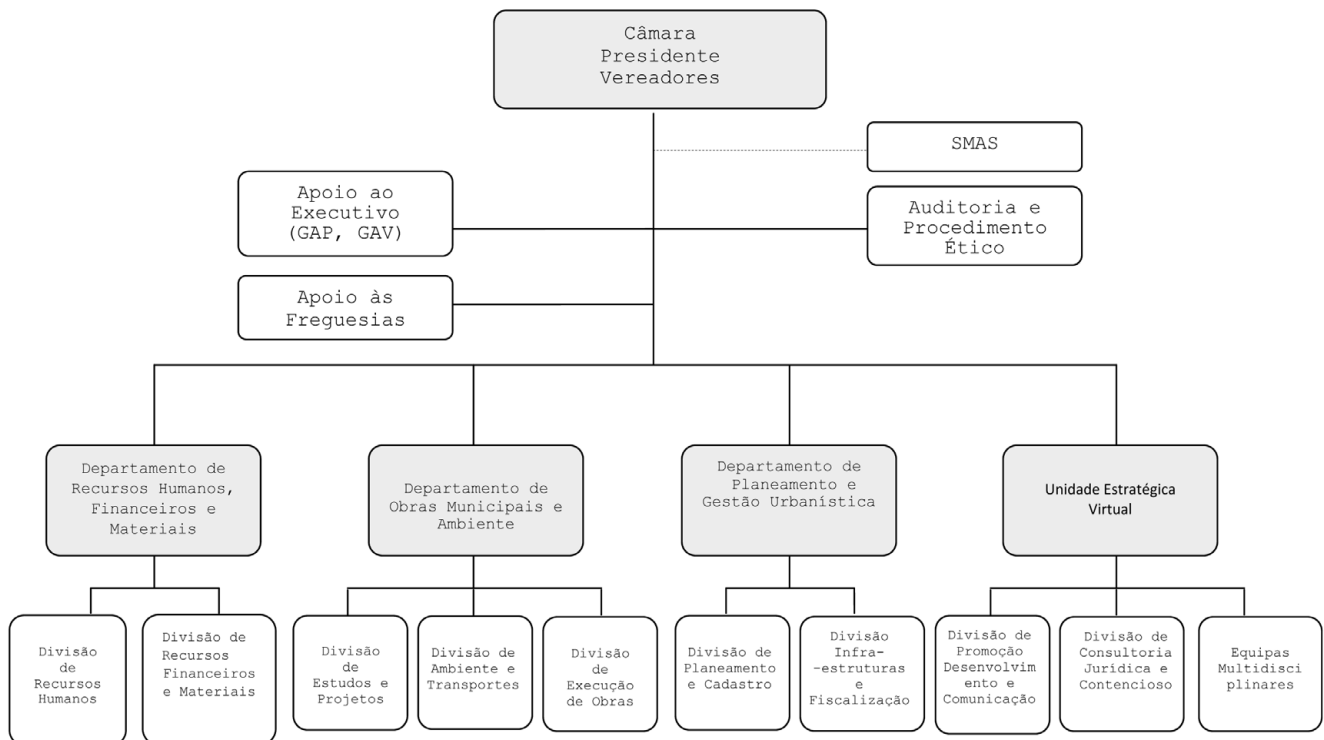 Câmara
Presidente
Vereadores
SMAS
Apoio ao
Executivo
(GAP, GAV)
Auditoria e
Procedimento
Ético
Apoio às
Freguesias
Departamento de
Recursos Humanos,
Financeiros e
Materiais
Departamento de
Obras Municipais e
Ambiente
Departamento de
Planeamento e
Gestão Urbanística
Unidade Estratégica
Virtual
Divisão
de
Recursos
Humanos
Divisão de
Recursos
Financeiros
e Materiais
Divisão
de
Estudos e
Projetos
Divisão de
Ambiente e
Transportes
Divisão
de
Execução
de Obras
Divisão
de
Planeamento
e Cadastro
Divisão
Infra-
-estruturas
e
Fiscalização
Divisão de
Promoção
Desenvolvim
ento e
Comunicação
Divisão de
Consultoria
Jurídica e
Contencioso
Equipas
Multidisci
plinares